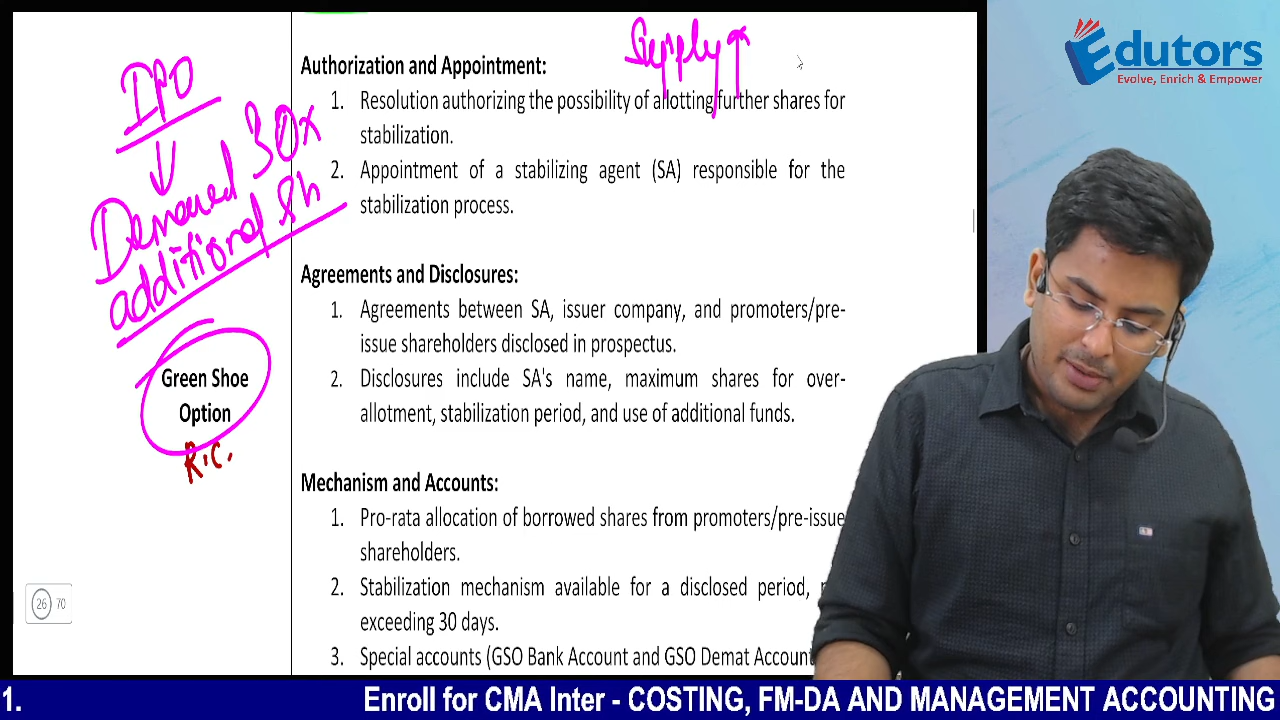 Edutors
Evolve, Enrich & Empower
Supply
IPO
Demand 30x
additional Sh
Green Shoe
Option
R.C.
Authorization and Appointment:
1. Resolution authorizing the possibility of allotting further shares for
stabilization.
2. Appointment of a stabilizing agent (SA) responsible for the
stabilization process.
Agreements and Disclosures:
1. Agreements between SA, issuer company, and promoters/pre-
issue shareholders disclosed in prospectus.
2. Disclosures include SA's name, maximum shares for over-
allotment, stabilization period, and use of additional funds.
Mechanism and Accounts:
1. Pro-rata allocation of borrowed shares from promoters/pre-issue
shareholders.
2. Stabilization mechanism available for a disclosed period,
exceeding 30 days.
3. Special accounts (GSO Bank Account and GSO Demat Account
26 70
1. Enroll for CMA Inter - COSTING, FM-DA AND MANAGEMENT ACCOUNTING